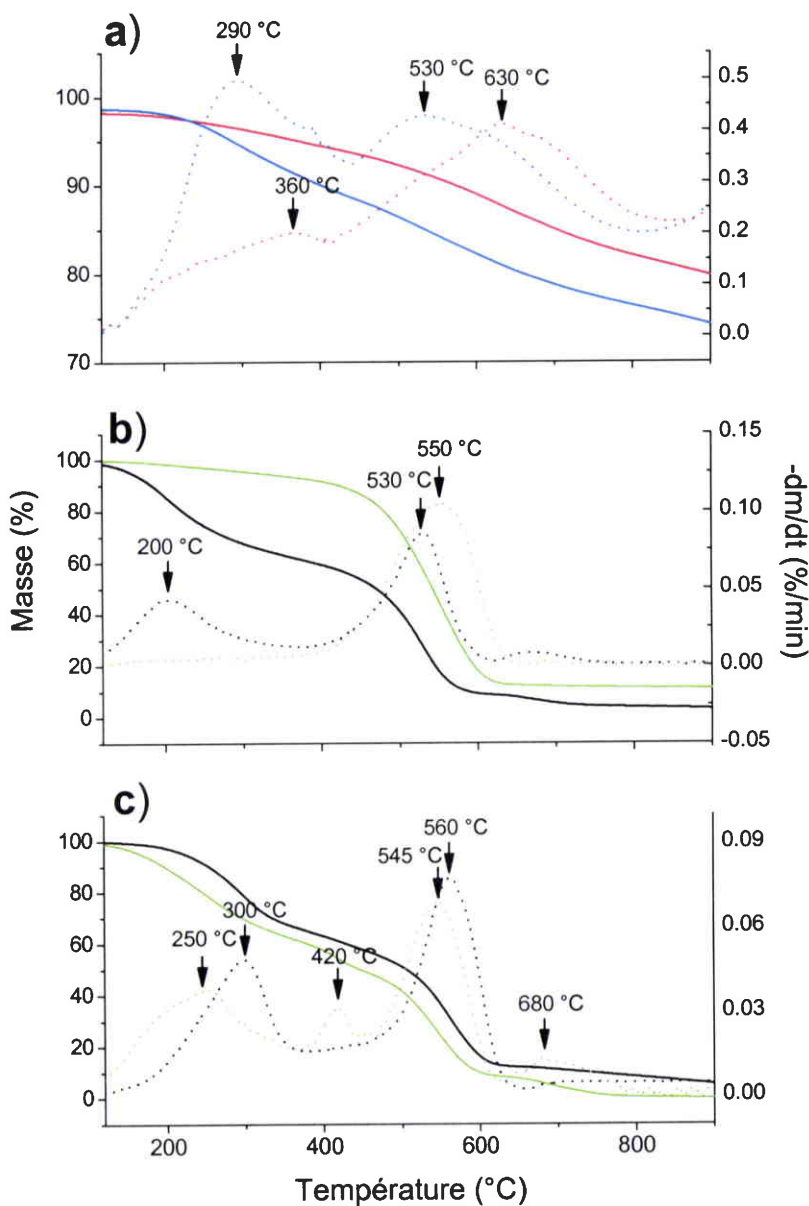 a)
290 °C
530 °C
630 °C
360 °C
100
90
80
70
0.5
0.4
0.3
0.2
0.1
0.0
b)
550 °C
530 °C
200 °C
100
80
60
40
20
0
0.15
0.10
0.05
0.00
-0.05
Masse (%)
-dm/dt (%/min)
c)
560 °C
545 °C
300 °C
250 °C
420 °C
680 °C
100
80
60
40
20
0
0.09
0.06
0.03
0.00
200
400
600
800
Température (°C)